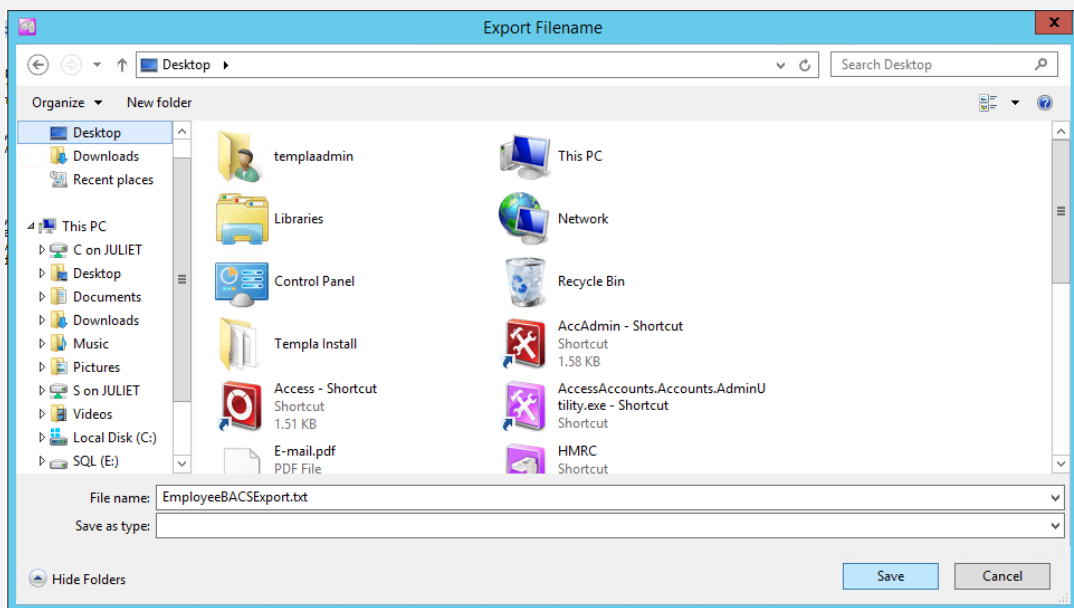 Export Filename
x
Desktop
Search Desktop
Organize
New folder
Desktop
Downloads
Recent places
This PC
C on JULIET
Desktop
Documents
Downloads
Music
Pictures
S on JULIET
Videos
Local Disk (C:)
SQL (E:)
templaadmin
This PC
Libraries
Network
Control Panel
Recycle Bin
Templa Install
AccAdmin - Shortcut
Shortcut
1.58 KB
Access - Shortcut
Shortcut
1.51 KB
AccessAccounts.Accounts.AdminU
tility.exe - Shortcut
Shortcut
E-mail.pdf
PDF File
HMRC
Shortcut
File name: EmployeeBACSExport.txt
Save as type:
Hide Folders
Save
Cancel